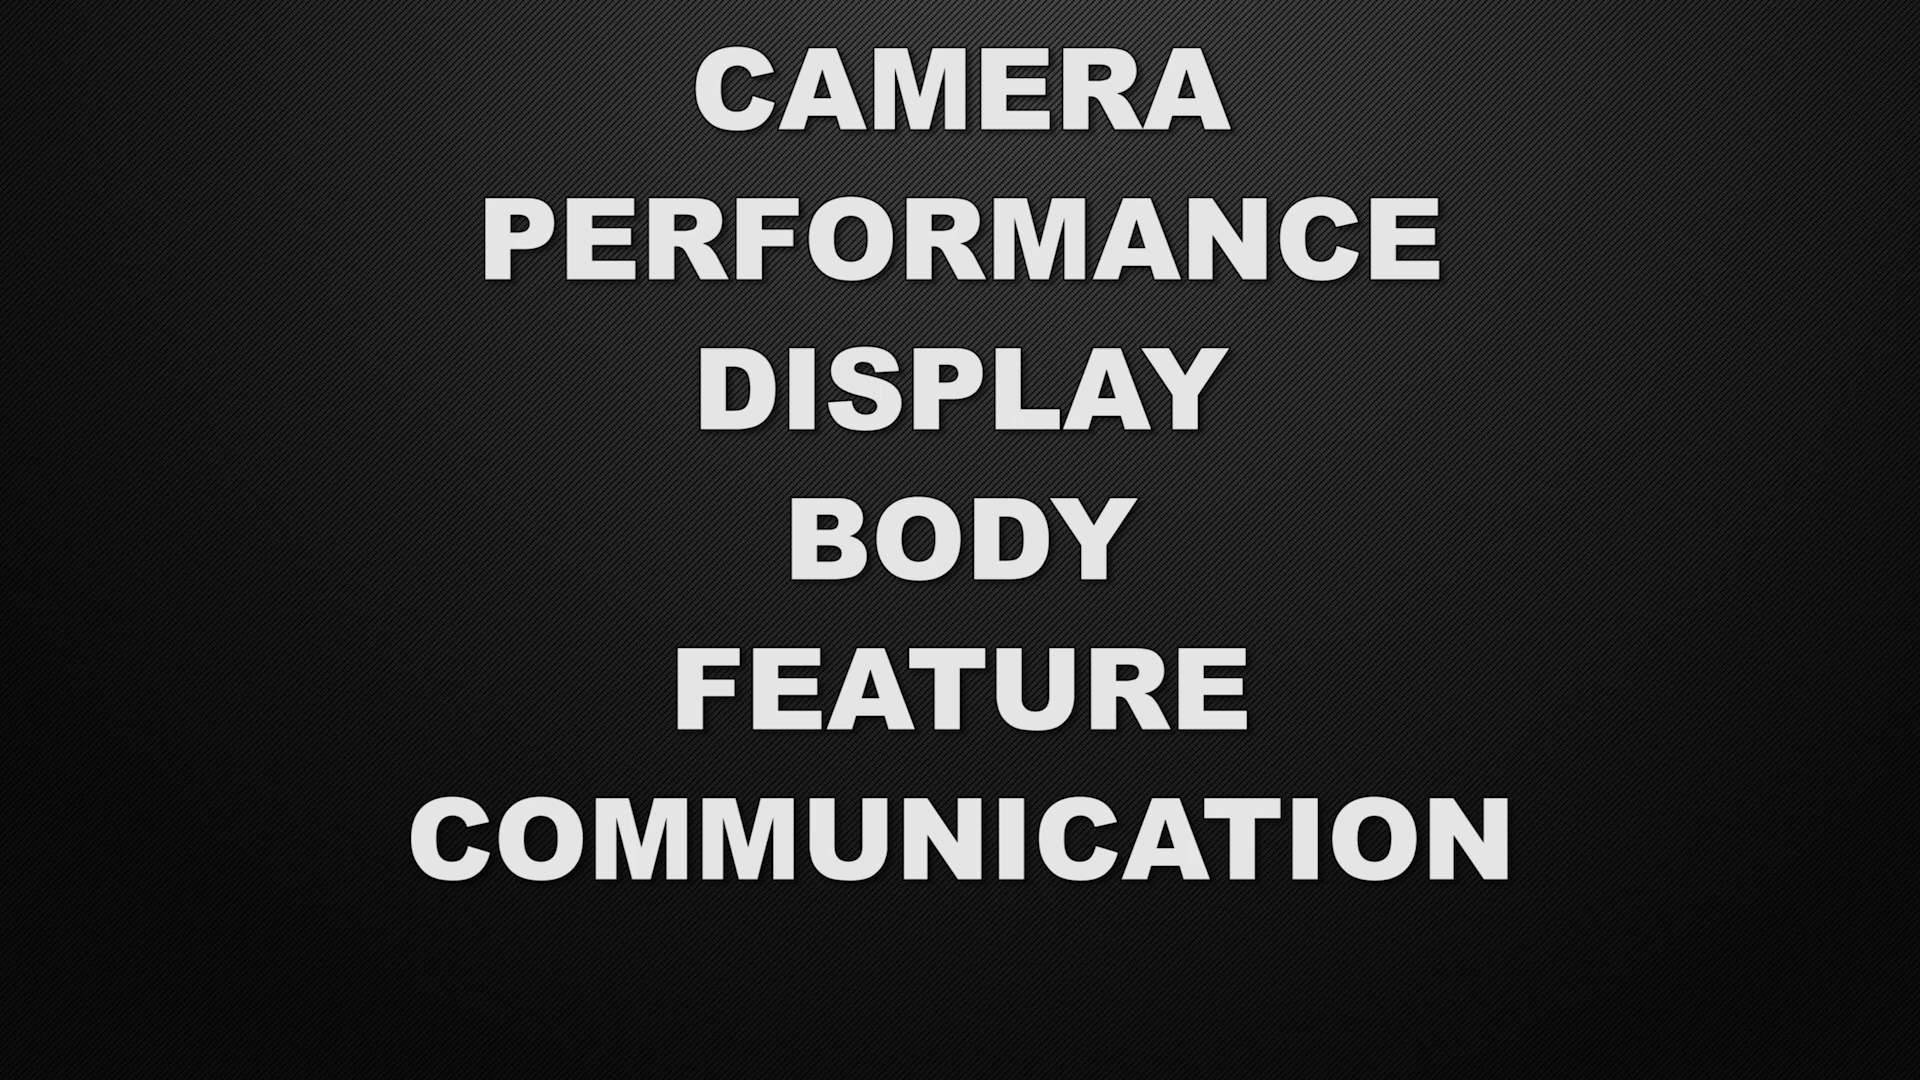 CAMERA
PERFORMANCE
DISPLAY
BODY
FEATURE
COMMUNICATION